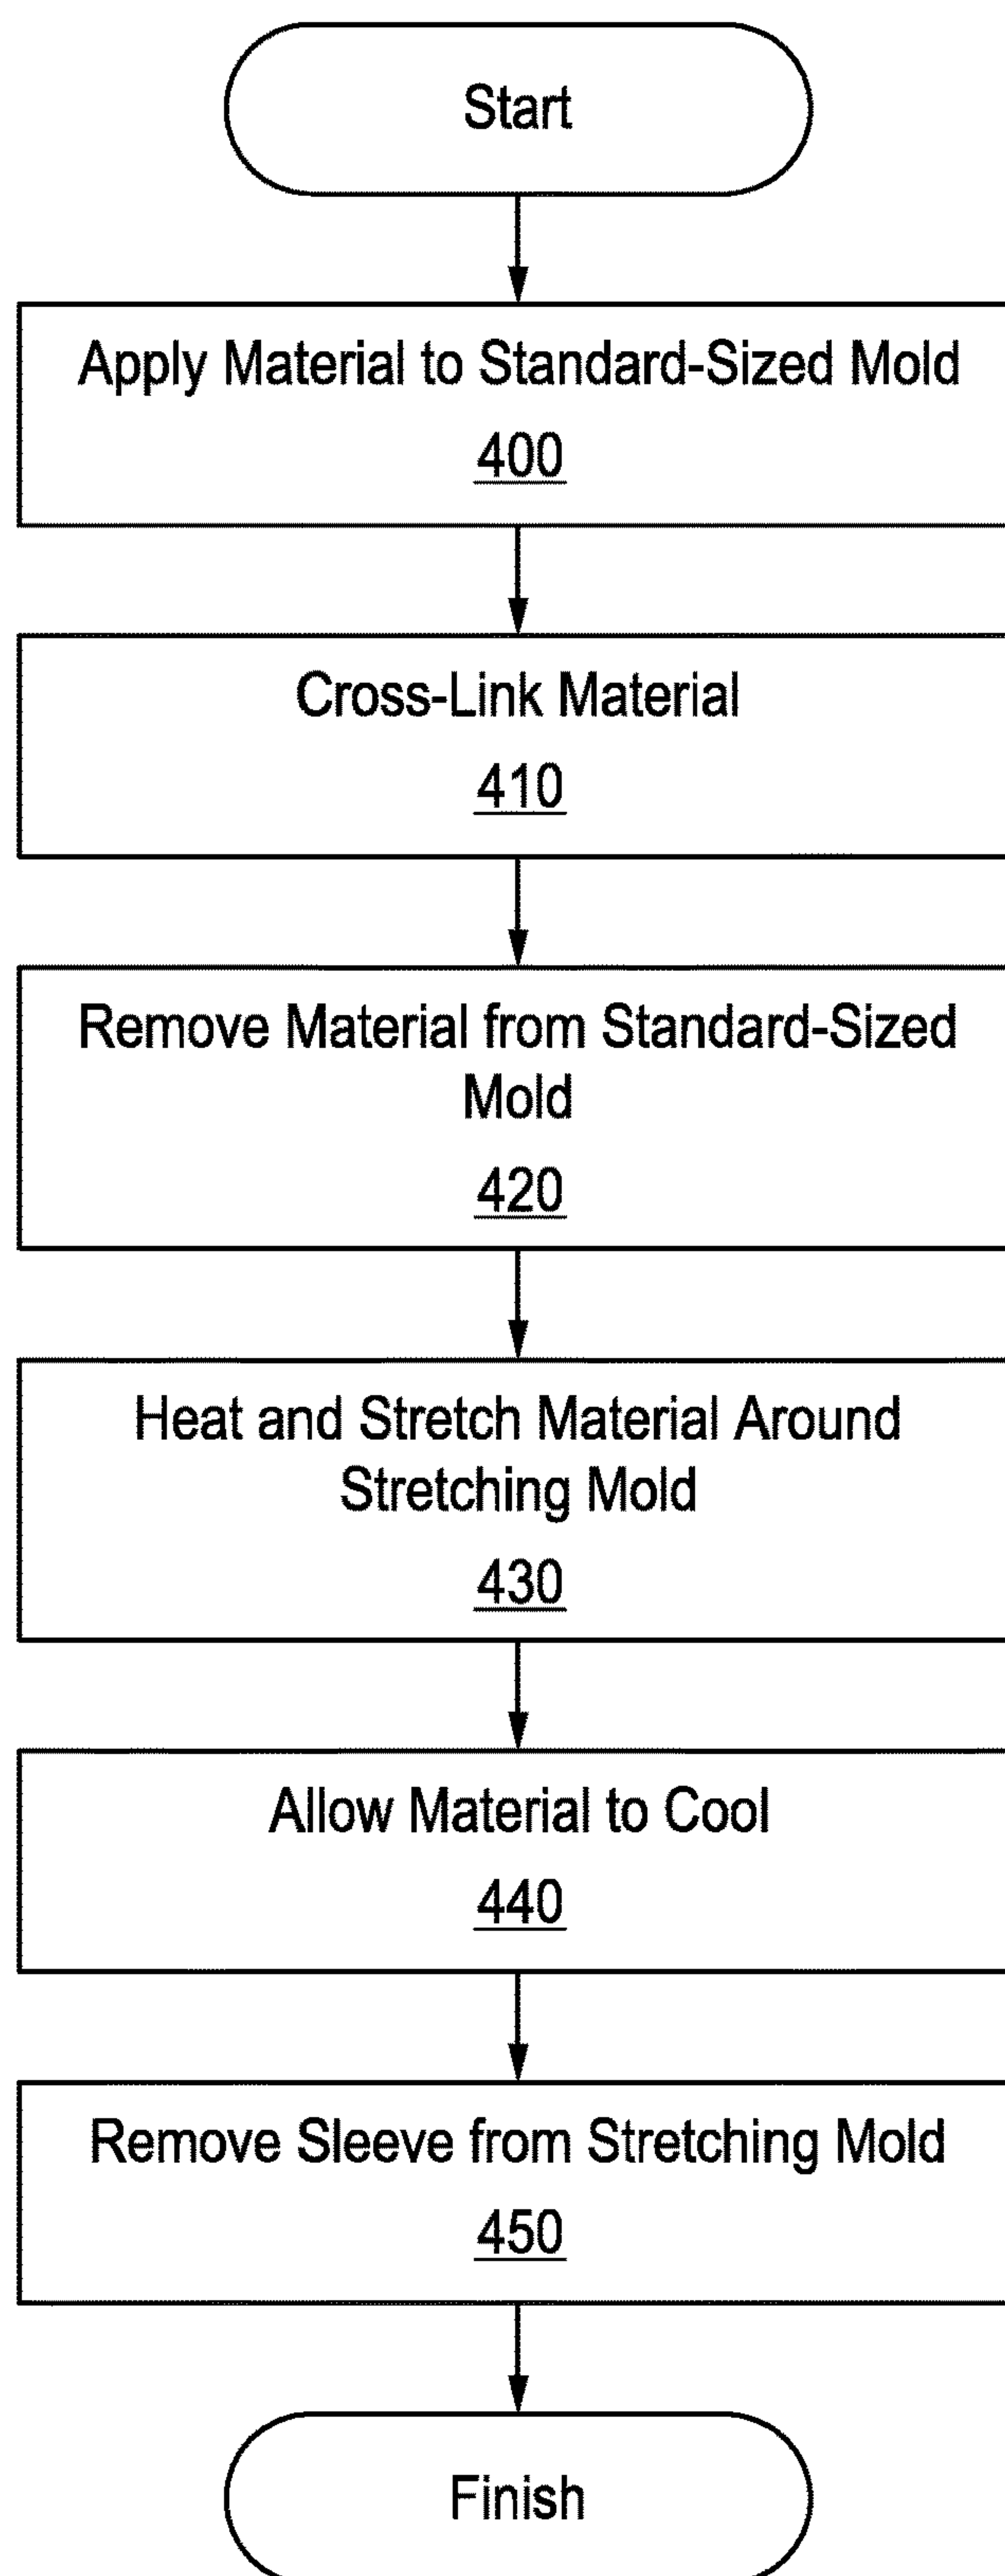 Start
Apply Material to Standard-Sized Mold
400
Cross-Link Material
410
Remove Material from Standard-Sized
Mold
420
Heat and Stretch Material Around
Stretching Mold
430
Allow Material to Cool
440
Remove Sleeve from Stretching Mold
450
Finish